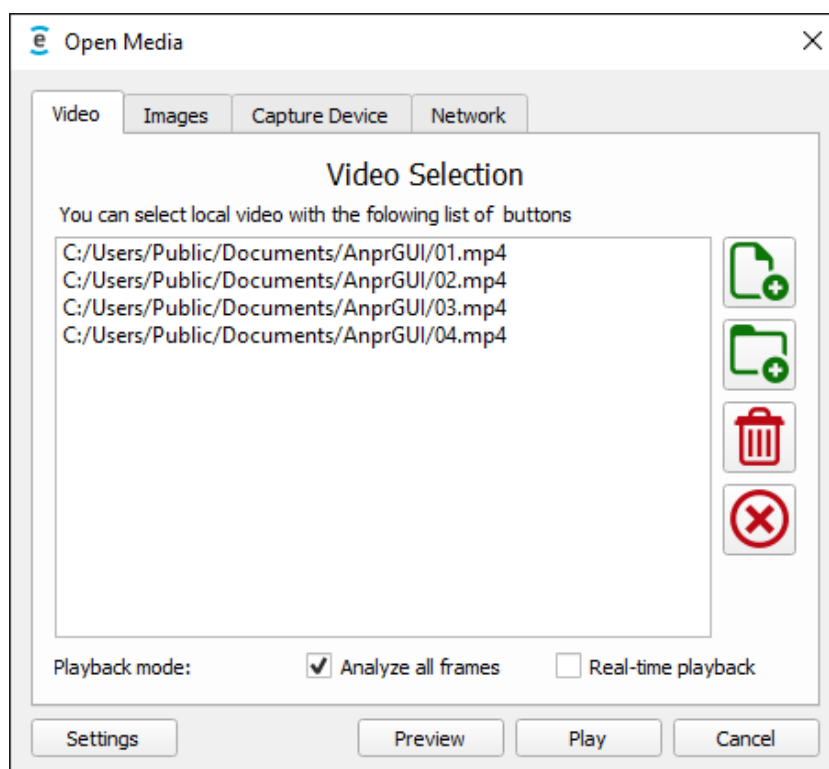 e Open Media
Video Images Capture Device Network
Video Selection
You can select local video with the folowing list of buttons
C:/Users/Public/Documents/AnprGUI/01.mp4
C:/Users/Public/Documents/AnprGUI/02.mp4
C:/Users/Public/Documents/AnprGUI/03.mp4
C:/Users/Public/Documents/AnprGUI/04.mp4
Playback mode: Analyze all frames Real-time playback
Settings Preview Play Cancel